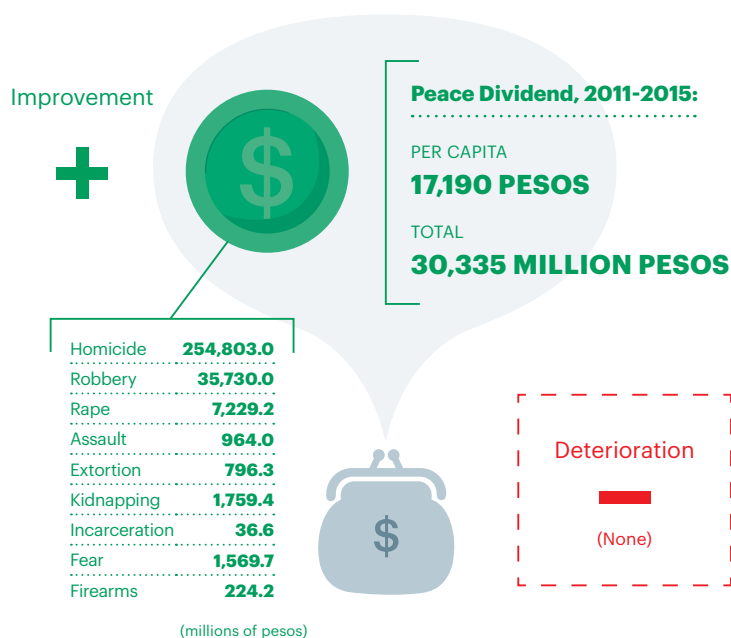 Improvement
$
Peace Dividend, 2011-2015:
PER CAPITA
17,190 PESOS
TOTAL
30,335 MILLION PESOS
Homicide 254,803.0
Robbery 35,730.0
Rape 7,229.2
Assault 964.0
Extortion 796.3
Kidnapping 1,759.4
Incarceration 36.6
Fear 1,569.7
Firearms 224.2
(millions of pesos)
$
Deterioration
(None)